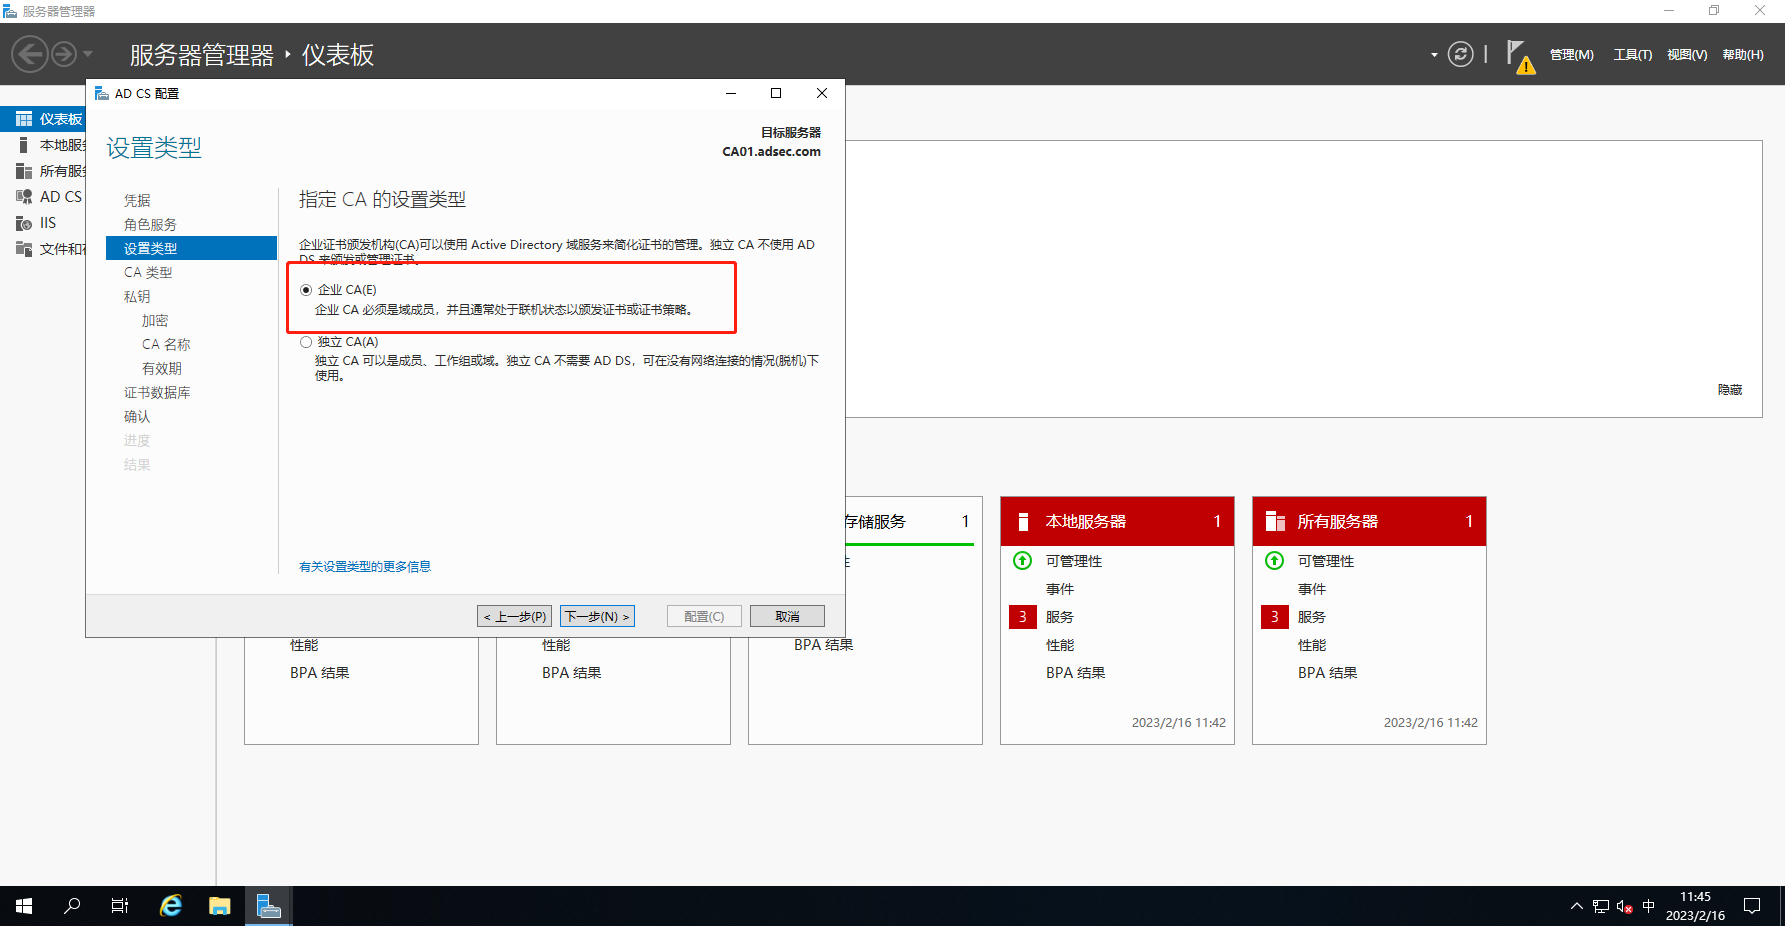 服务器管理器
服务器管理器 ‣ 仪表板
管理(M) 工具(T) 视图(V) 帮助(H)
仪表板
本地服
所有服
AD CS
IIS
文件和
AD CS 配置
设置类型
目标服务器
CA01.adsec.com
凭据
角色服务
设置类型
CA 类型
私钥
加密
CA 名称
有效期
证书数据库
确认
进度
结果
指定 CA 的设置类型
企业证书颁发机构(CA)可以使用 Active Directory 域服务来简化证书的管理。独立 CA 不使用 AD
DS 来颁发或管理证书。
企业 CA(E)
企业 CA 必须是域成员，并且通常处于联机状态以颁发证书或证书策略。
独立 CA(A)
独立 CA 可以是成员、工作组或域。独立 CA 不需要 AD DS，可在没有网络连接的情况(脱机)下
使用。
有关设置类型的更多信息
< 上一步(P) 下一步(N) > 配置(C) 取消
隐藏
性能
BPA 结果
性能
BPA 结果
存储服务 1
BPA 结果
本地服务器 1
可管理性
事件
3 服务
性能
BPA 结果
2023/2/16 11:42
所有服务器 1
可管理性
事件
3 服务
性能
BPA 结果
2023/2/16 11:42
中
11:45
2023/2/16